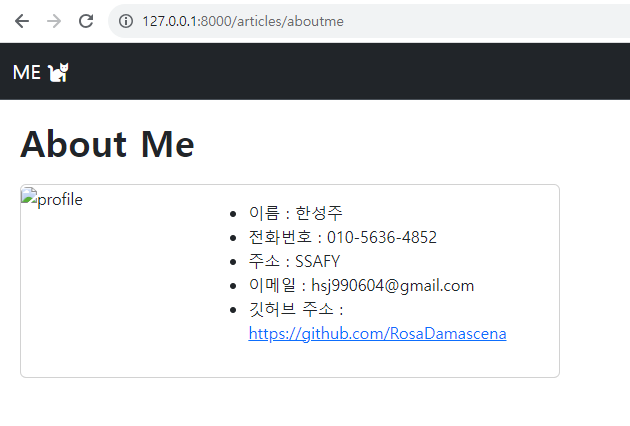 127.0.0.1:8000/articles/aboutme
ME
About Me
profile
이름 : 한성주
전화번호 : 010-5636-4852
주소 : SSAFY
이메일 : hsj990604@gmail.com
깃허브 주소 :
https://github.com/RosaDamascena